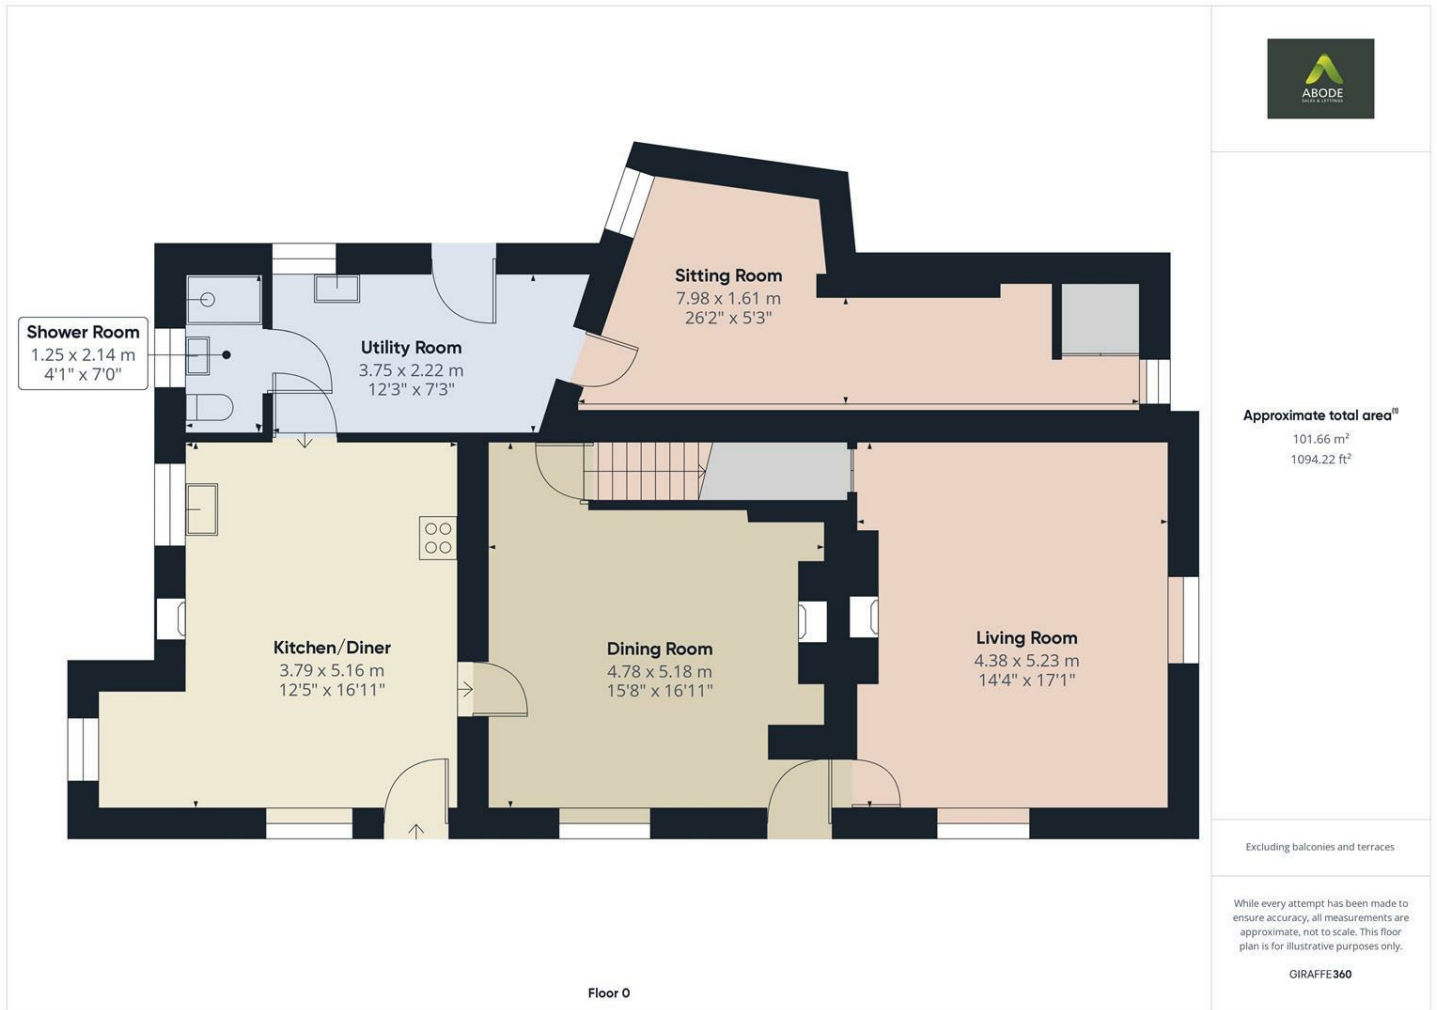 ABODE
SALES & LETTINGS
Sitting Room
7.98 x 1.61 m
26'2" x 5'3"
Shower Room
1.25 x 2.14 m
4'1" x 7'0"
Utility Room
3.75 x 2.22 m
12'3" x 7'3"
Kitchen/Diner
3.79 x 5.16 m
12'5" x 16'11"
Dining Room
4.78 x 5.18 m
15'8" x 16'11"
Living Room
4.38 x 5.23 m
14'4" x 17'1"
Floor 0
Approximate total area⁽¹⁾
101.66 m²
1094.22 ft²
Excluding balconies and terraces
While every attempt has been made to
ensure accuracy, all measurements are
approximate, not to scale. This floor
plan is for illustrative purposes only.
GIRAFFE360